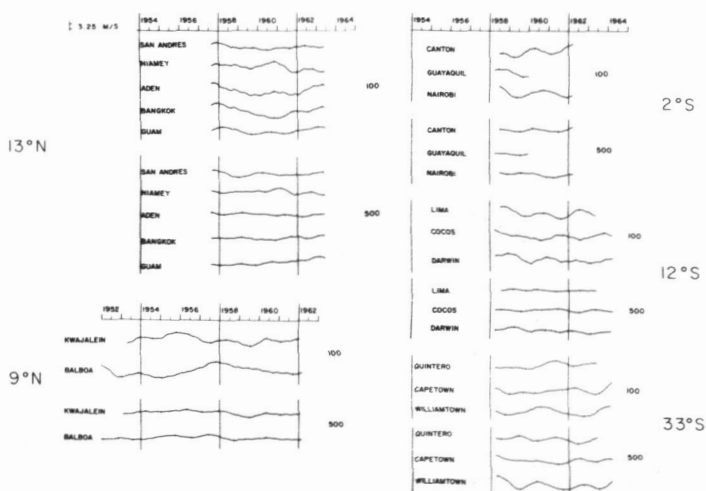 1954 1956 1958 1960 1962 1964
5.25 M/S
SAN ANDRES
NIAMEY
ADEN
100
BANGKOK
GUAM
13°N
SAN ANDRES
NIAMEY
ADEN
500
BANGKOK
GUAM
1952 1954 1956 1958 1960 1962
KWAJALEIN
100
BALBOA
9°N
KWAJALEIN
500
BALBOA
1954 1956 1958 1960 1962 1964
CANTON
GUAYAQUIL
100
NAIROBI
2°S
CANTON
GUAYAQUIL
500
NAIROBI
LIMA
COCOS
100
DARWIN
12°S
LIMA
COCOS
500
DARWIN
QUINTERO
CAPETOWN
100
WILLIAMTOWN
33°S
QUINTERO
CAPETOWN
500
WILLIAMTOWN